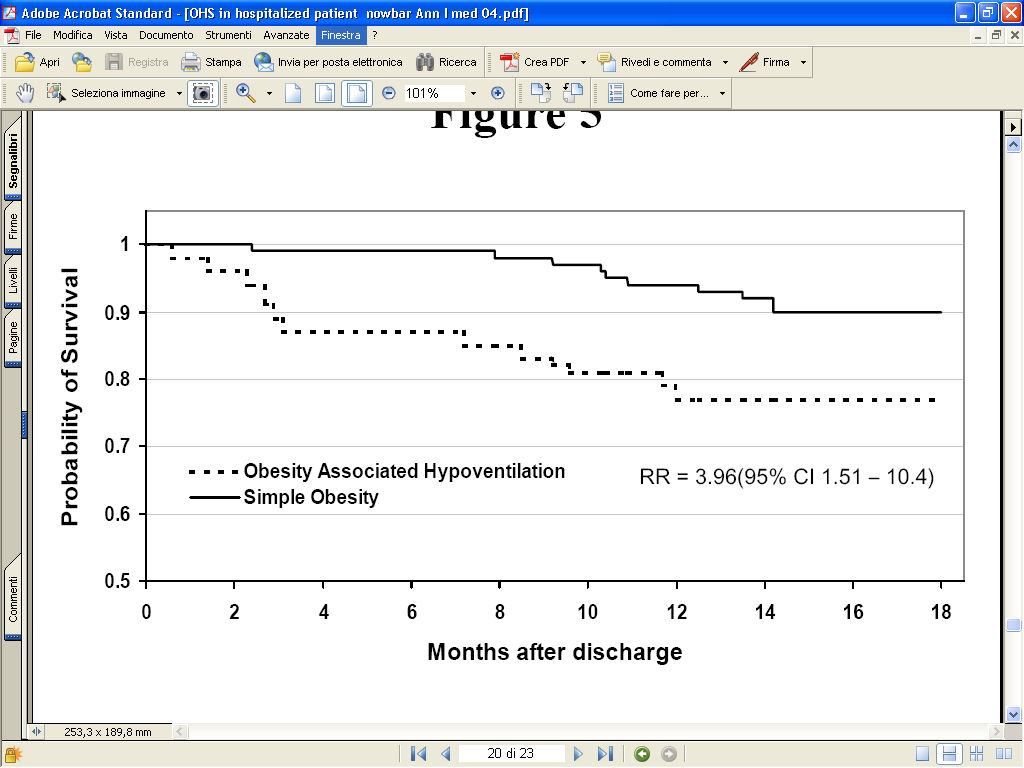 Adobe Acrobat Standard - [OHS in hospitalized patient nowbar Ann I med 04.pdf]
File Modifica Vista Documento Strumenti Avanzate Finestra ?
Apri Registra Stampa Invia per posta elettronica Ricerca Crea PDF Rivedi e commenta Firma
Seleziona immagine 101% Come fare per...
Segnalibri
Firme
Livelli
Pagine
Commenti
Figure 5
Probability of Survival
1
0.9
0.8
0.7
0.6
0.5
Obesity Associated Hypoventilation
Simple Obesity
RR = 3.96(95% CI 1.51 – 10.4)
0 2 4 6 8 10 12 14 16 18
Months after discharge
253,3 x 189,8 mm
20 di 23